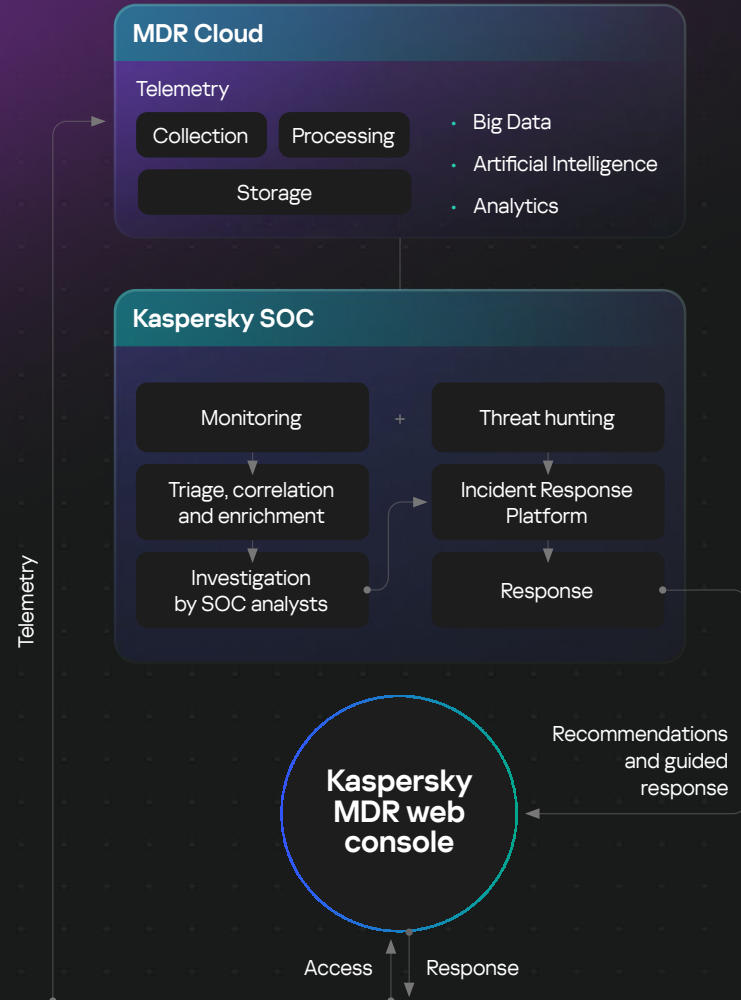 MDR Cloud
Telemetry
Collection
Processing
Storage
• Big Data
• Artificial Intelligence
• Analytics
Kaspersky SOC
Monitoring
+
Threat hunting
Triage, correlation
and enrichment
Incident Response
Platform
Investigation
by SOC analysts
Response
Telemetry
Recommendations
and guided
response
Kaspersky
MDR web
console
Access
Response